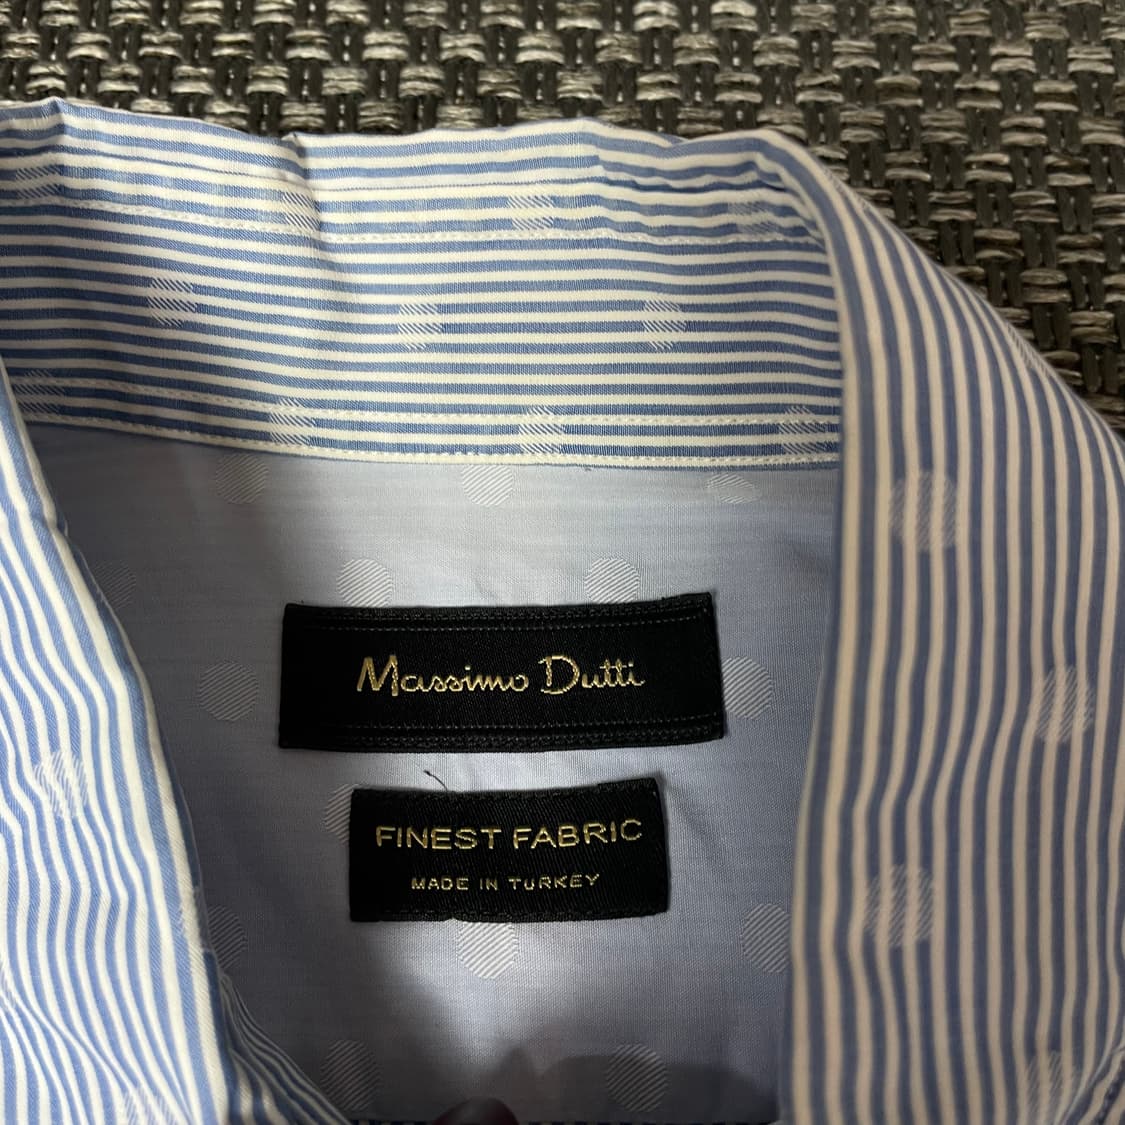 Massimo Dutti
FINEST FABRIC
MADE IN TURKEY